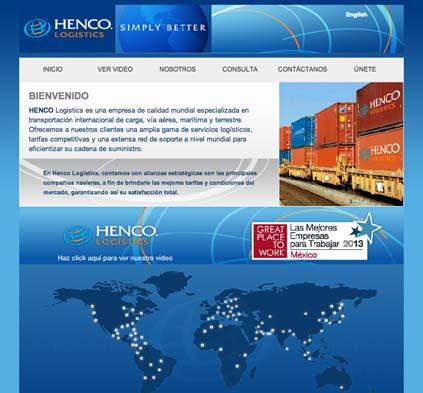 HENCO.
LOGISTICS
SIMPLY BETTER
English
INICIO VER VIDEO NOSOTROS CONSULTA CONTÁCTANOS ÚNETE
BIENVENIDO
HENCO Logistics es una empresa de calidad mundial especializada en
transportación internacional de carga, vía aérea, marítima y terrestre.
Ofrecemos a nuestros clientes una amplia gama de servicios logísticos,
tarifas competitivas y una extensa red de soporte a nivel mundial para
eficientizar su cadena de suministro.
En Henco Logistics, contamos con alianzas estratégicas con las principales
compañías navieras, a fin de brindarle las mejores tarifas y condiciones del
mercado, garantizando así su satisfacción total.
HENCO
LOGISTICS
HENCO
LOGISTICS
HENCO.
LOGISTICS
Haz click aquí para ver nuestro video
GREAT
PLACE
TO
WORK
Las Mejores
Empresas
para Trabajar 2013
México